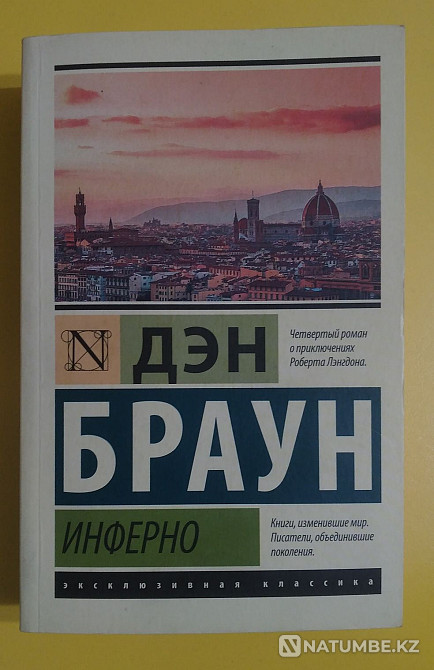 Четвертый роман
о приключениях
Роберта Лэнгдона.
N ДЭН
БРАУН
ИНФЕРНО
Книги, изменившие мир.
Писатели, объединившие
поколения.
эксклюзивная классика
NATUMBE.KZ